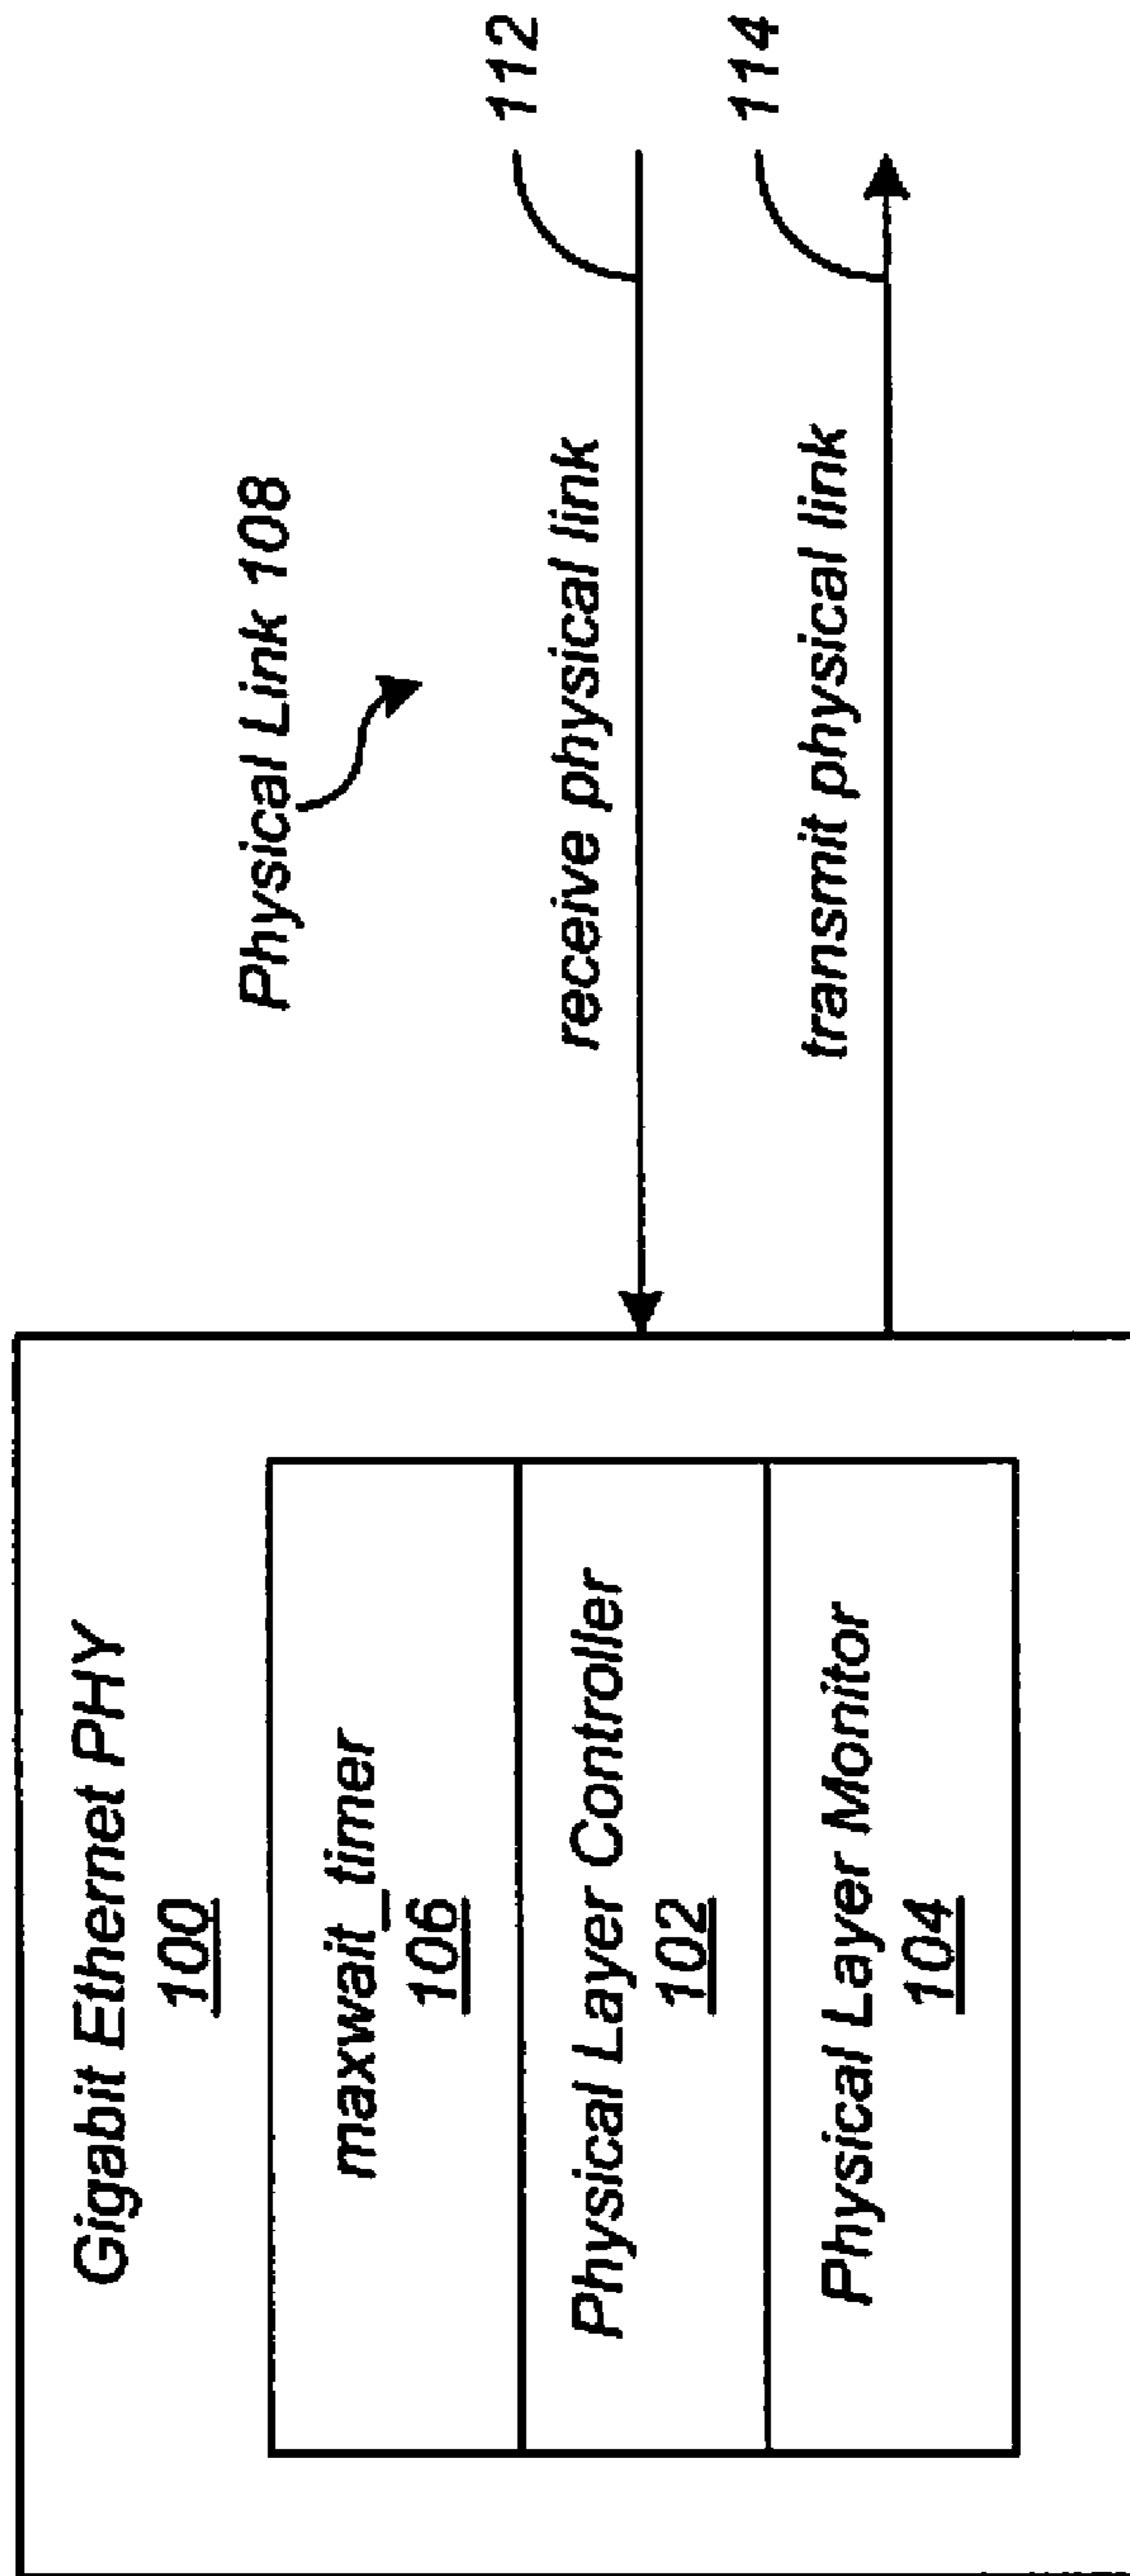 Gigabit Ethernet PHY
100
maxwait_timer
106
Physical Layer Controller
102
Physical Layer Monitor
104
Physical Link 108
receive physical link
112
transmit physical link
114